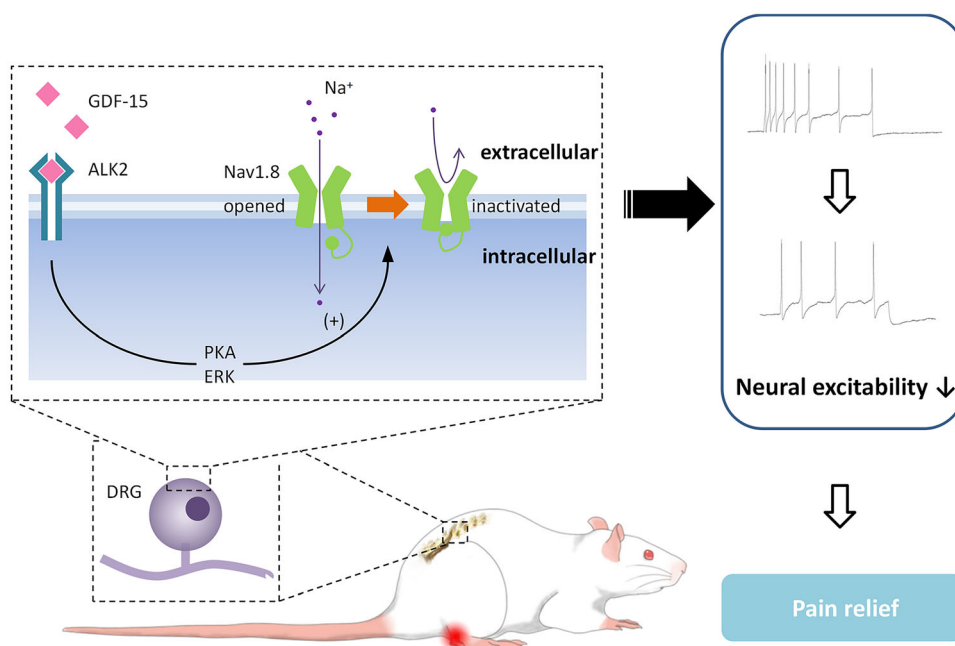 GDF-15
ALK2
Na⁺
Nav1.8
opened
extracellular
inactivated
intracellular
(+)
PKA
ERK
Neural excitability ↓
DRG
Pain relief